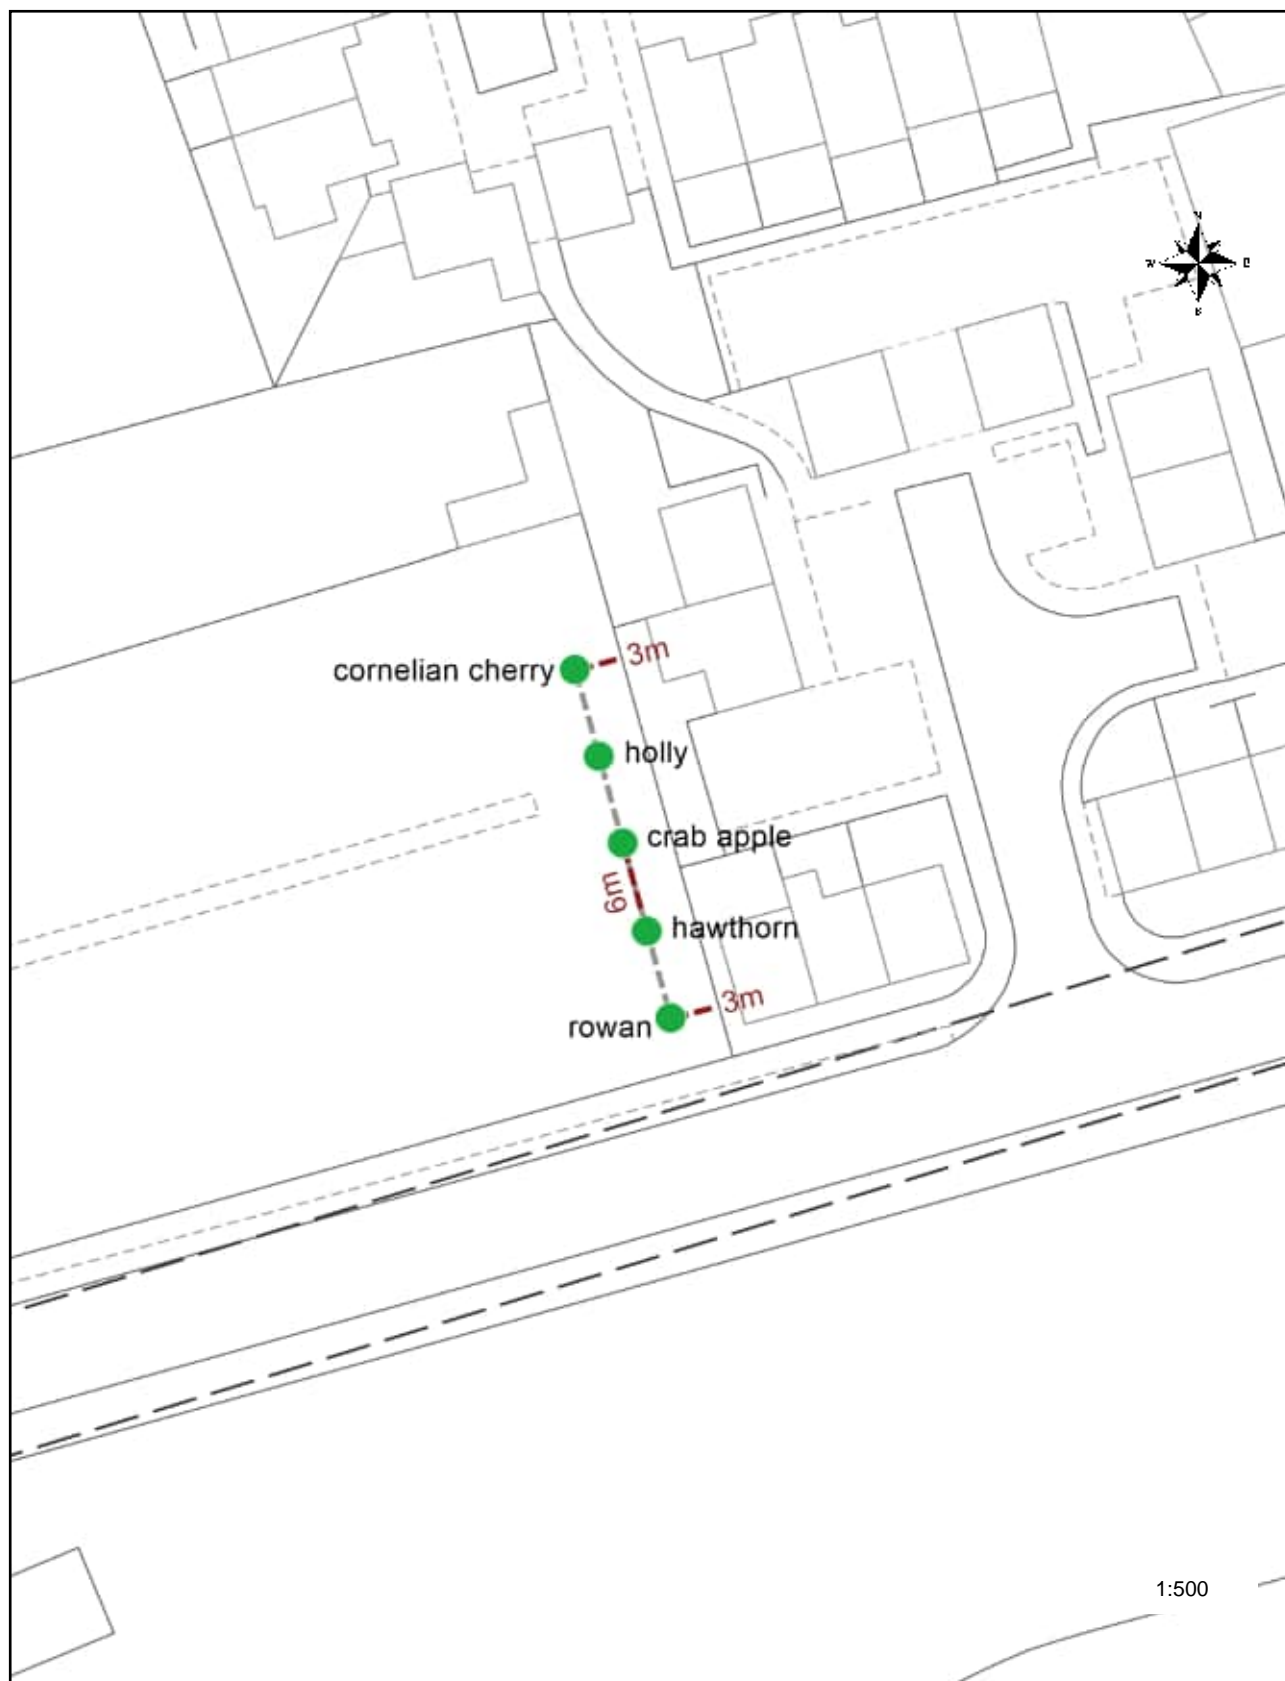 N
W E
S
cornelian cherry
3m
holly
crab apple
6m
hawthorn
3m
rowan
1:500